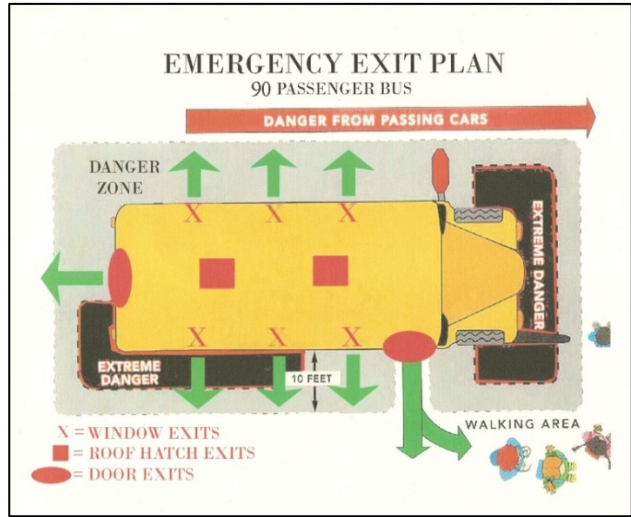 EMERGENCY EXIT PLAN
90 PASSENGER BUS
DANGER FROM PASSING CARS
DANGER
ZONE
X
X
X
EXTREME DANGER
X
X
X
EXTREME
DANGER
10 FEET
WALKING AREA
X = WINDOW EXITS
= ROOF HATCH EXITS
= DOOR EXITS